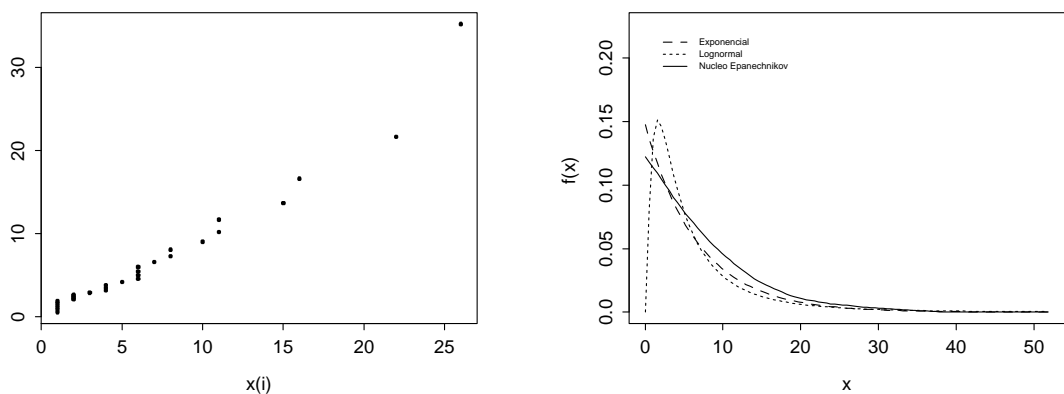 0 10 20 30
0 5 10 15 20 25
x(i)
Exponencial
Lognormal
Nucleo Epanechnikov
0.0 0.05 0.10 0.15 0.20
f(x)
0 10 20 30 40 50
x